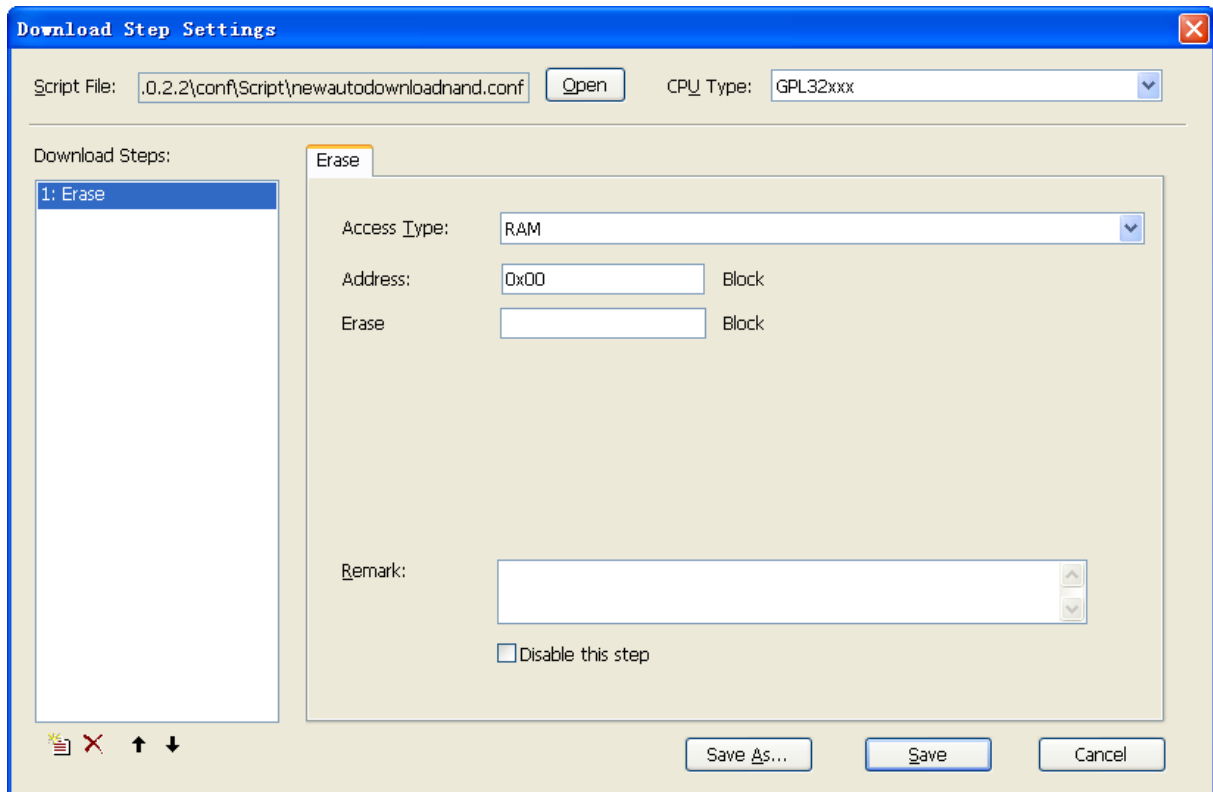 Download Step Settings
Script File: .0.2.2\conf\Script\newautodownloadnand.conf Open CPU Type: GPL32xxx
Download Steps:
1: Erase
Erase
Access Type: RAM
Address: 0x00 Block
Erase Block
Remark:
Disable this step
Save As... Save Cancel